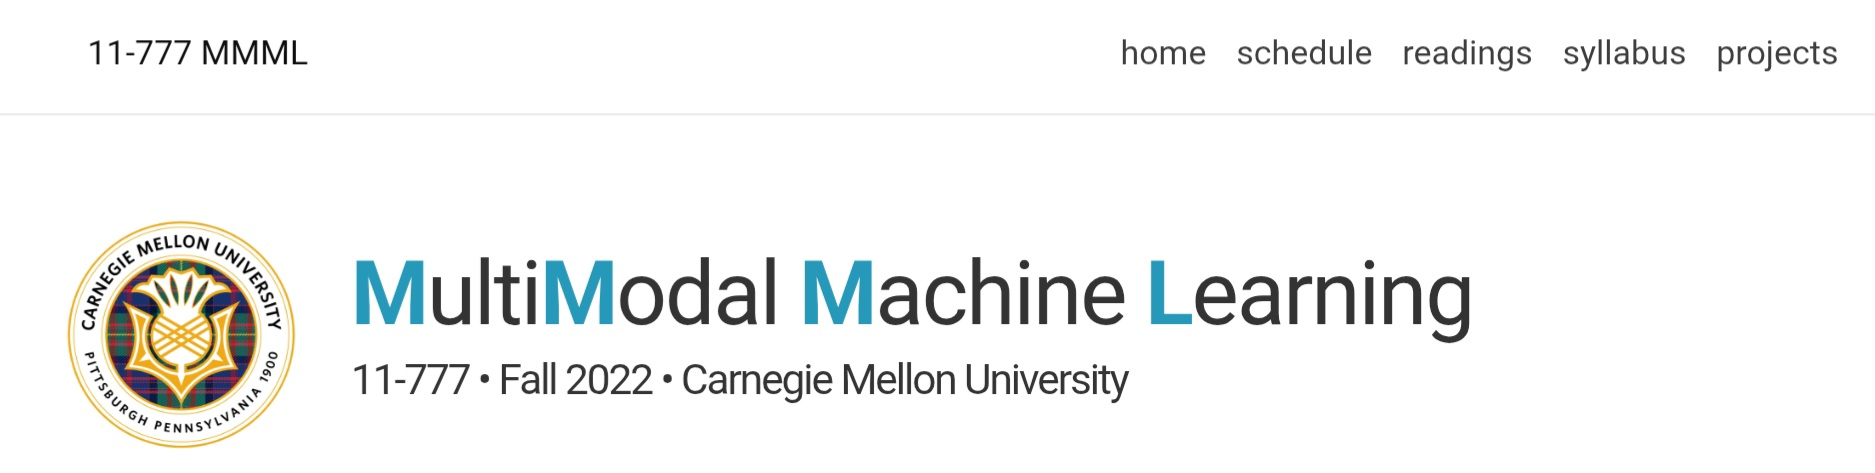 11-777 MMML
home schedule readings syllabus projects
CARNEGIE MELLON UNIVERSITY
PITTSBURGH PENNSYLVANIA 1900
MultiModal Machine Learning
11-777 • Fall 2022 • Carnegie Mellon University